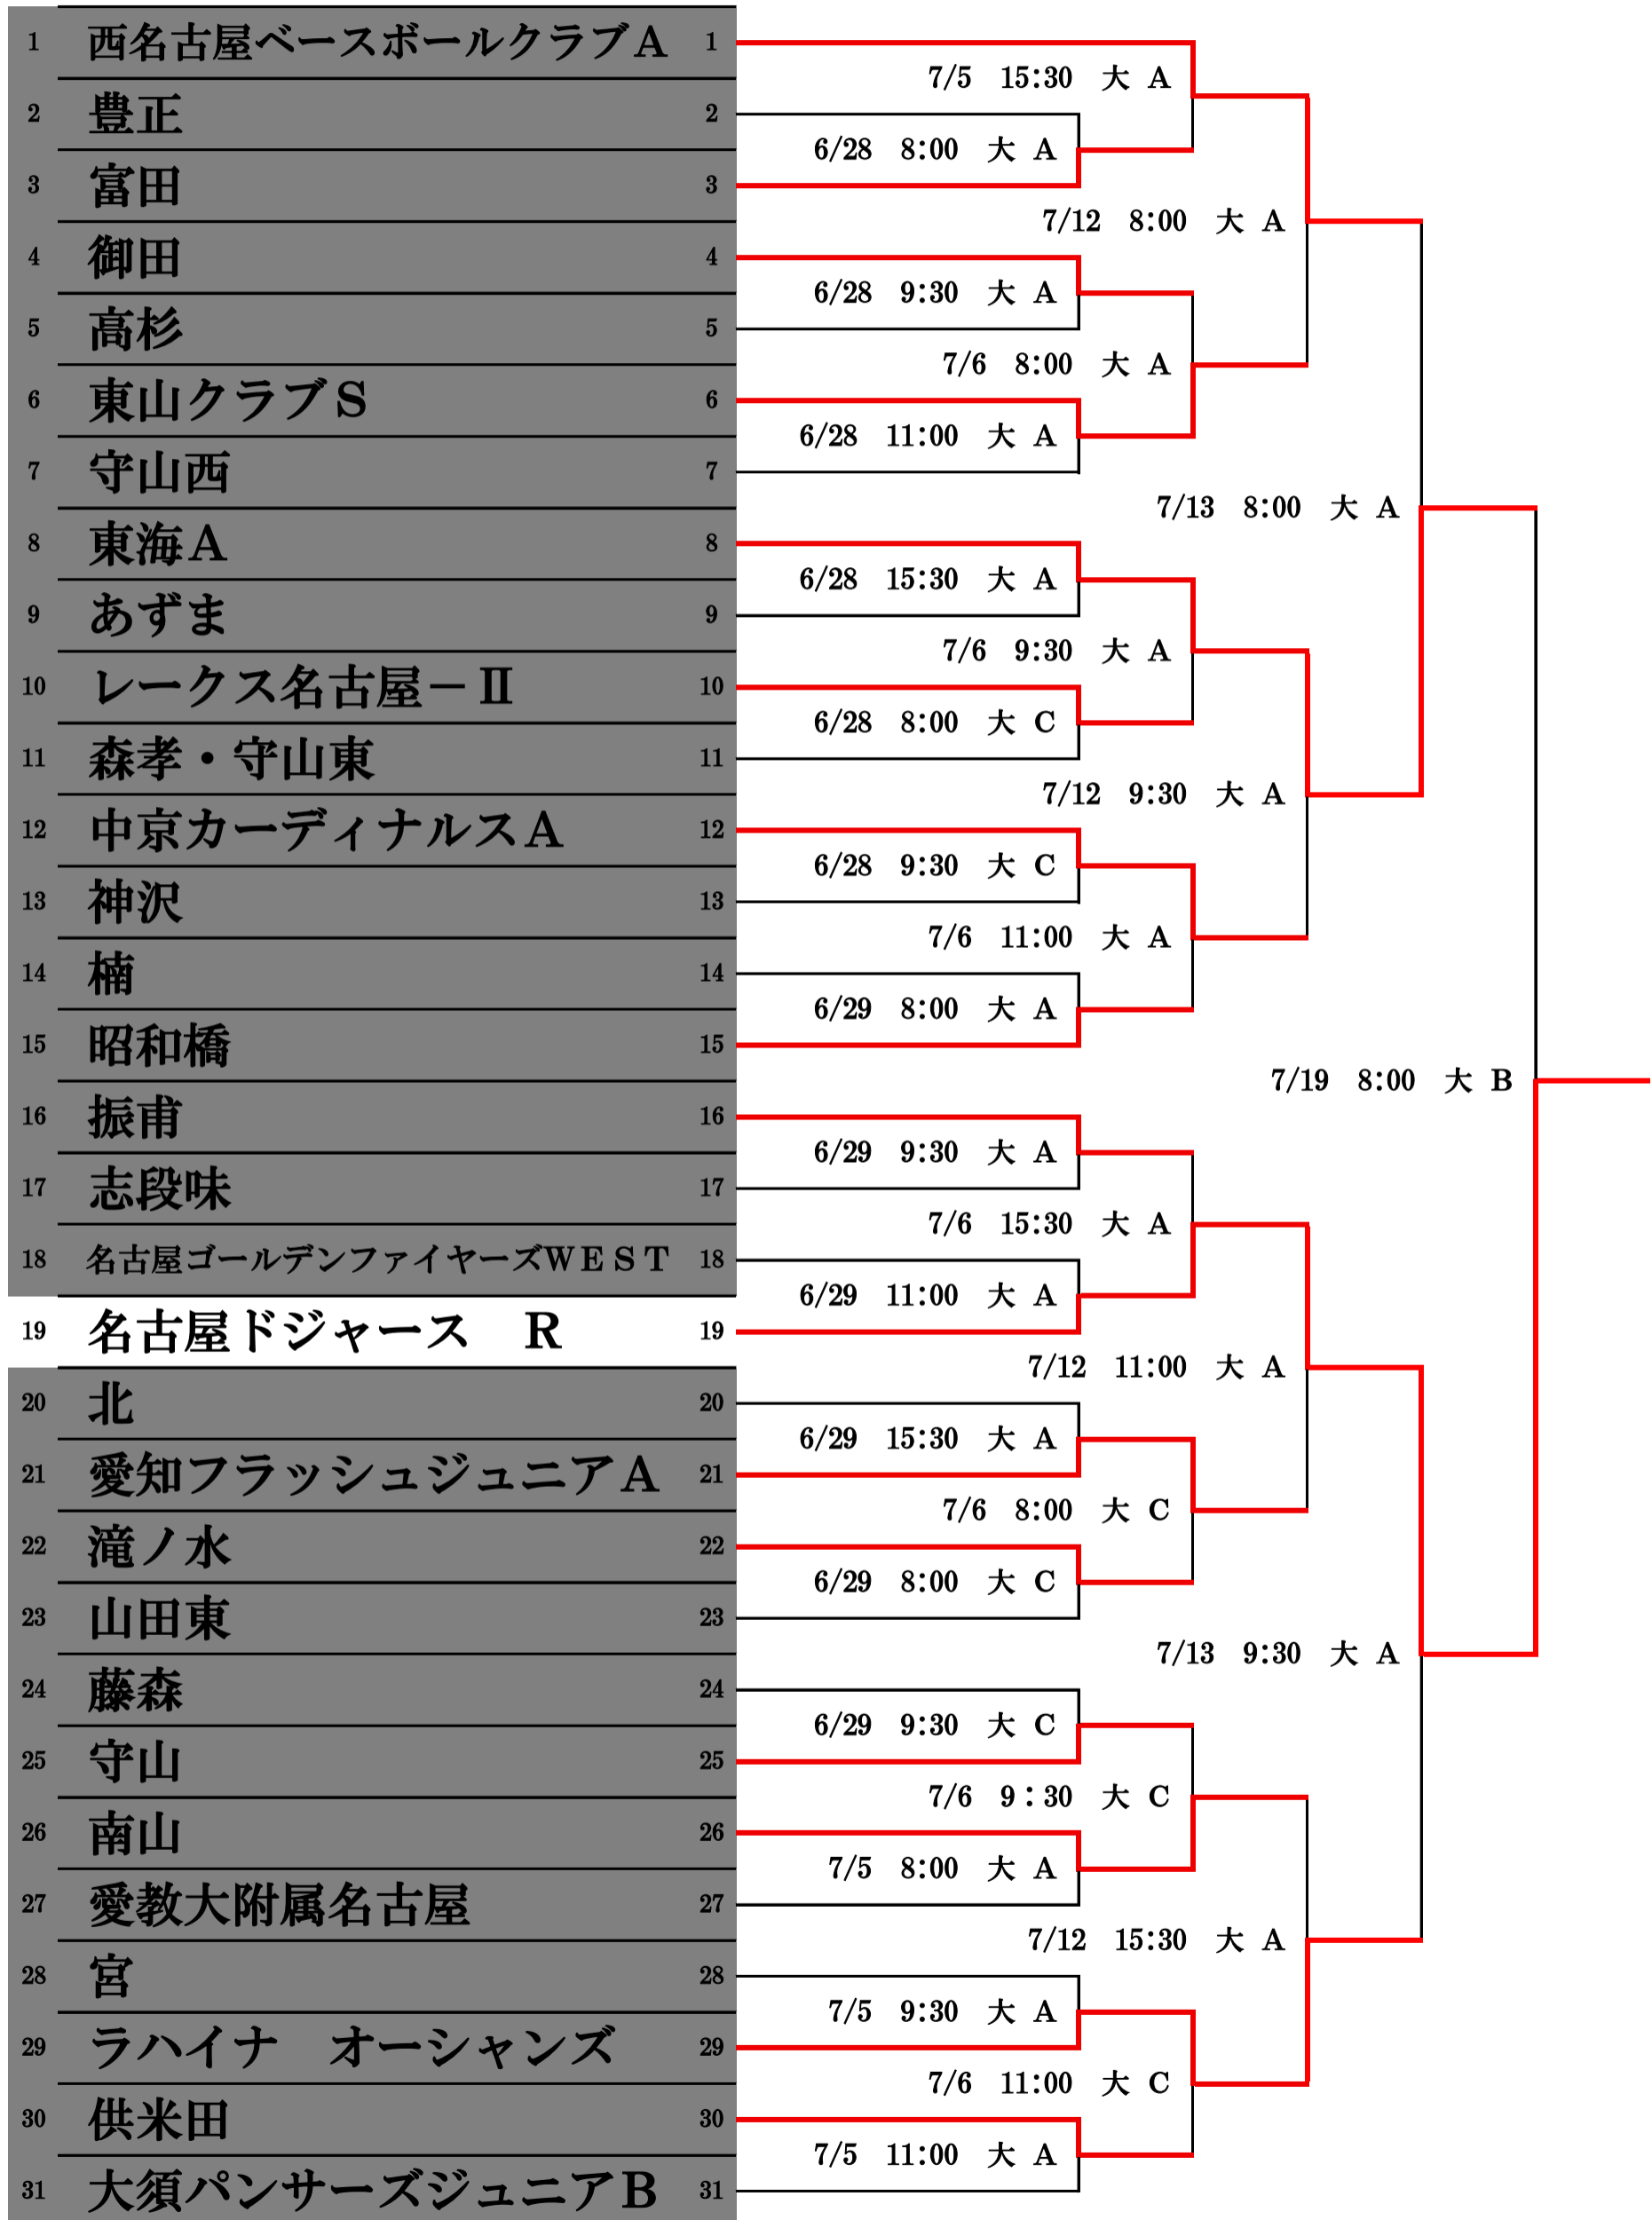 1 西名古屋ベースボールクラブA 1
7/5 15:30 大 A
2 豊正 2
6/28 8:00 大 A
3 富田 3
7/12 8:00 大 A
4 御田 4
6/28 9:30 大 A
5 高杉 5
7/6 8:00 大 A
6 東山クラブS 6
6/28 11:00 大 A
7 守山西 7
7/13 8:00 大 A
8 東海A 8
6/28 15:30 大 A
9 あずま 9
7/6 9:30 大 A
10 レークス名古屋－Ⅱ 10
6/28 8:00 大 C
11 森孝・守山東 11
7/12 9:30 大 A
12 中京カーディナルスA 12
6/28 9:30 大 C
13 神沢 13
7/6 11:00 大 A
14 楠 14
6/29 8:00 大 A
15 昭和橋 15
7/19 8:00 大 B
16 振甫 16
6/29 9:30 大 A
17 志段味 17
7/6 15:30 大 A
18 名古屋ゴールデンファイヤーズWEST 18
6/29 11:00 大 A
19 名古屋ドジャース　R 19
7/12 11:00 大 A
20 北 20
6/29 15:30 大 A
21 愛知フラッシュジュニアA 21
7/6 8:00 大 C
22 滝ノ水 22
6/29 8:00 大 C
23 山田東 23
7/13 9:30 大 A
24 藤森 24
6/29 9:30 大 C
25 守山 25
7/6 9：30 大 C
26 南山 26
7/5 8:00 大 A
27 愛教大附属名古屋 27
7/12 15:30 大 A
28 宮 28
7/5 9:30 大 A
29 ラハイナ　オーシャンズ 29
7/6 11:00 大 C
30 供米田 30
7/5 11:00 大 A
31 大須パンサーズジュニアB 31